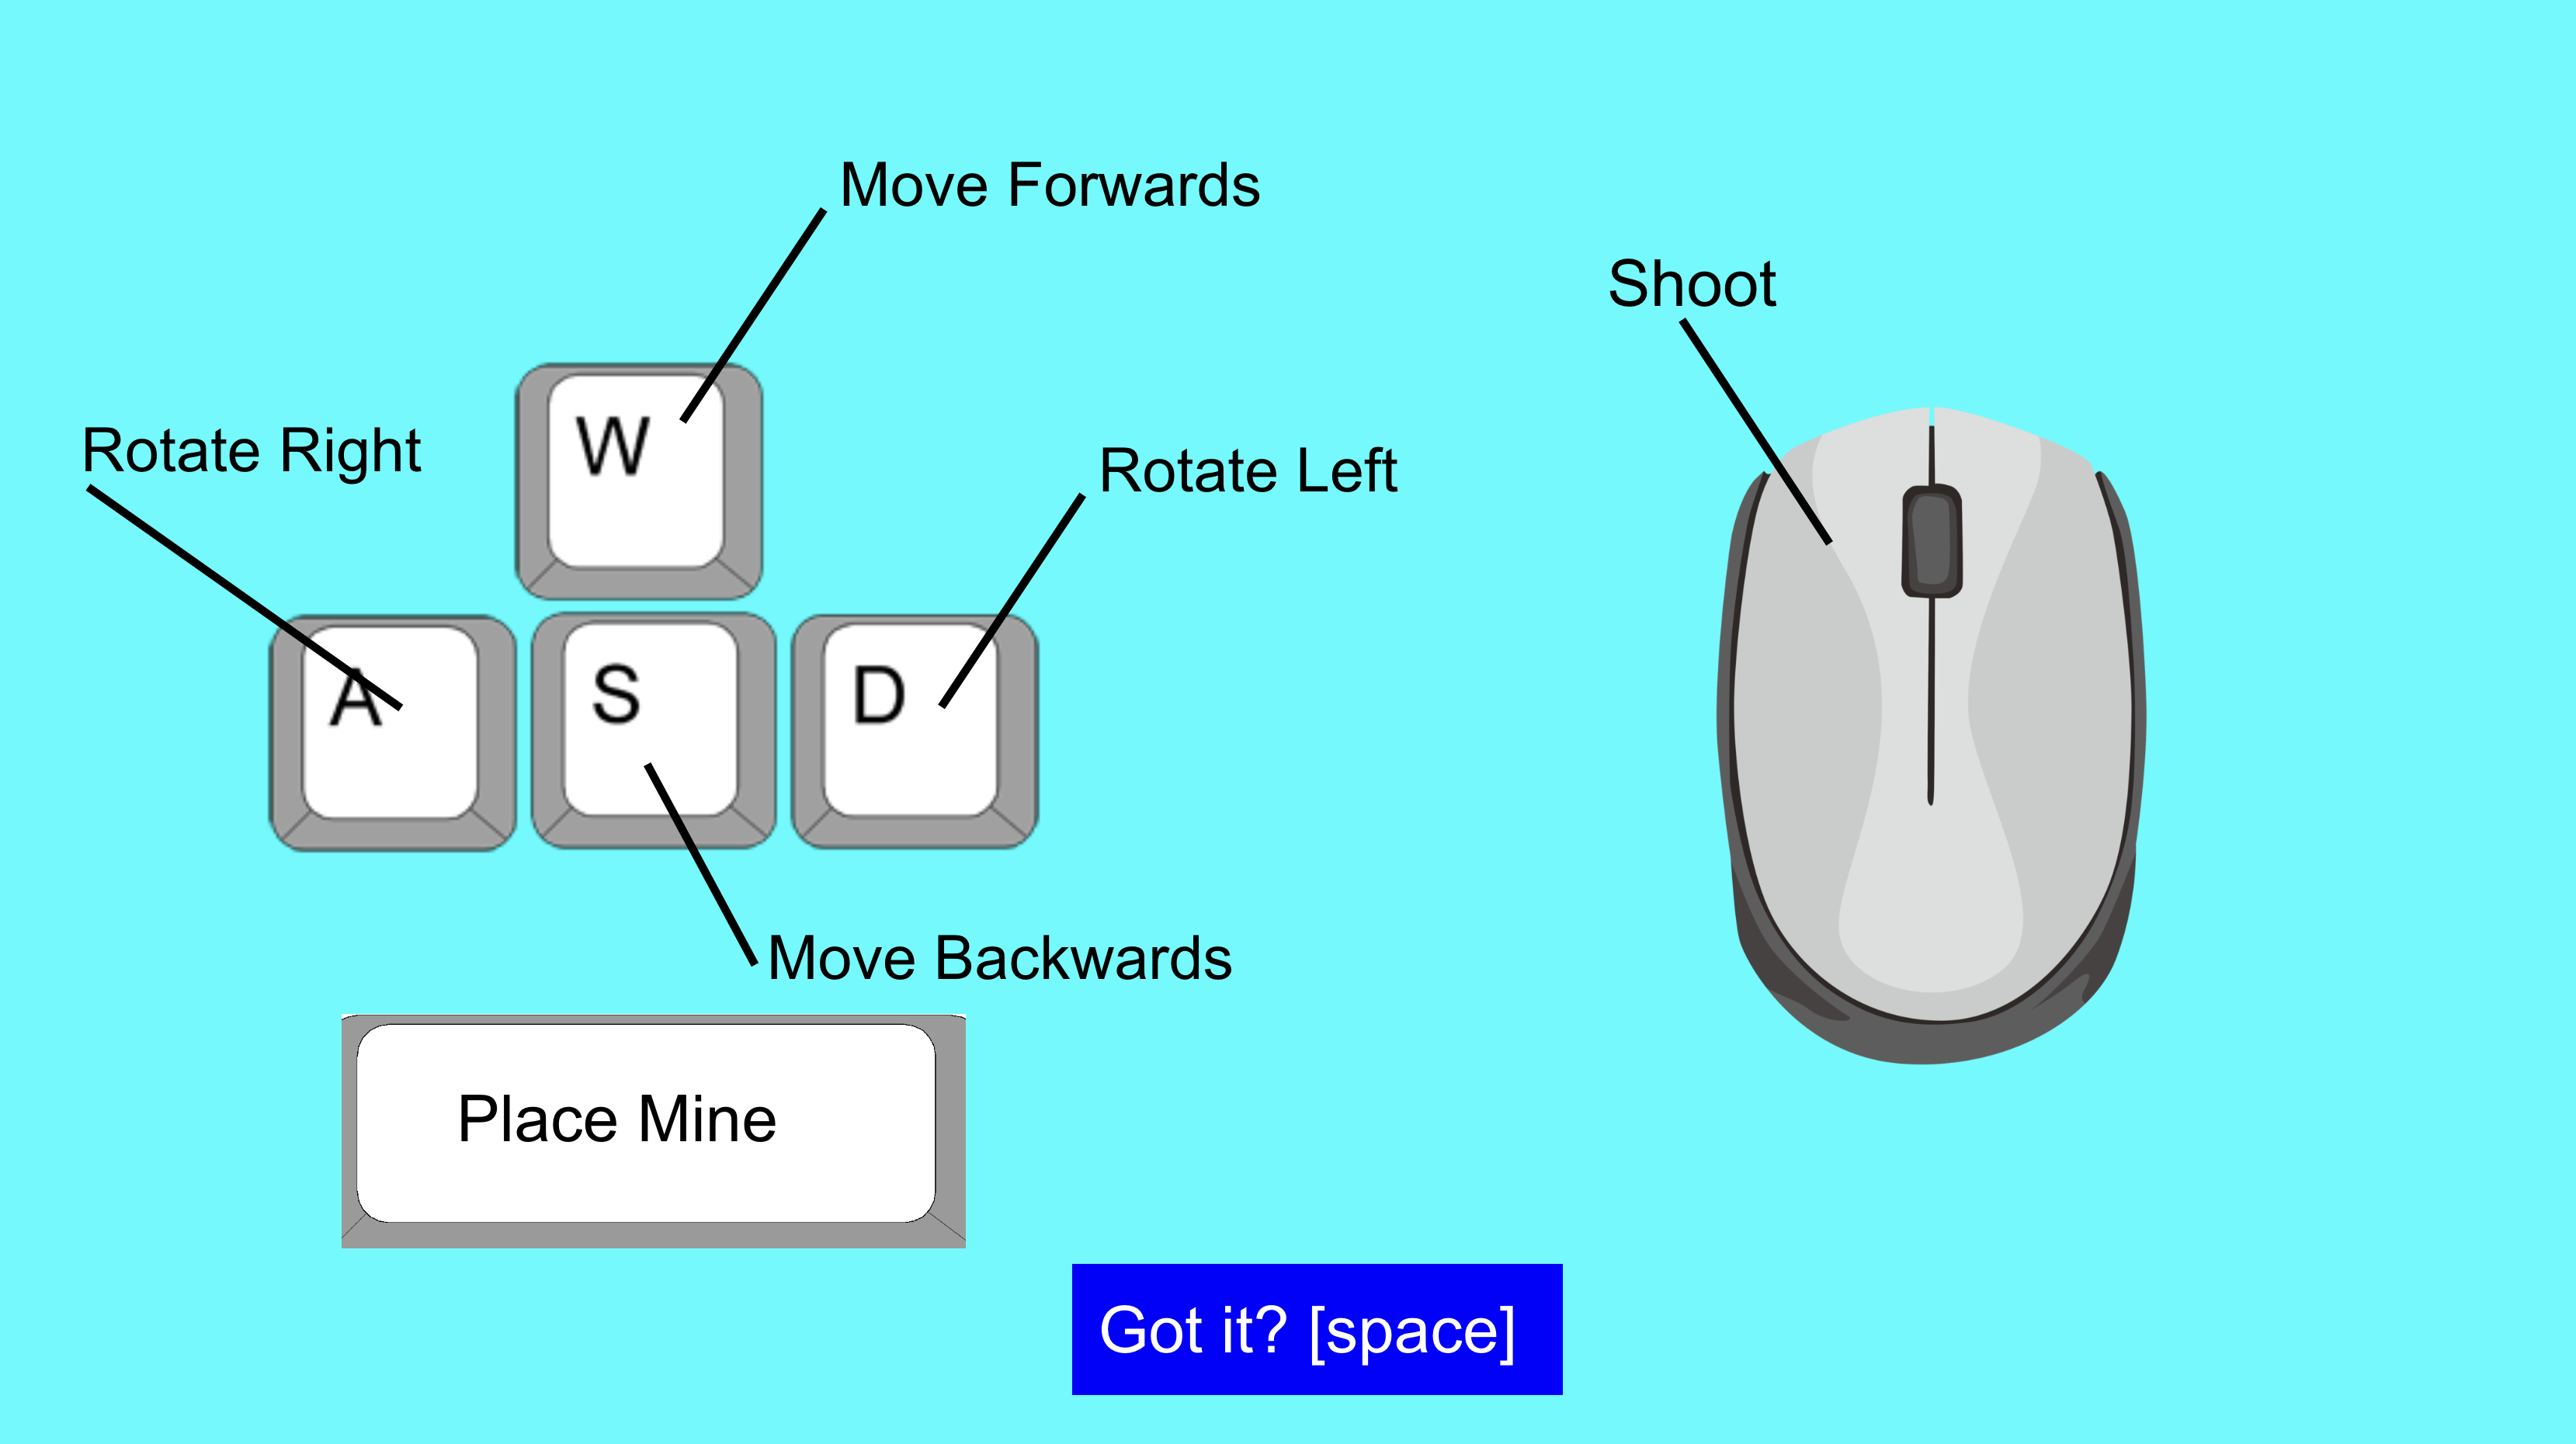 Move Forwards
Shoot
Rotate Right
W
Rotate Left
A
S
D
Move Backwards
Place Mine
Got it? [space]